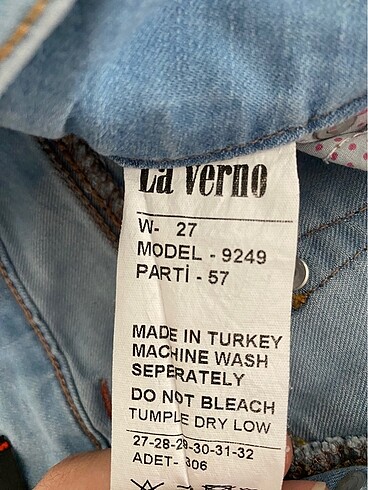 La Verno
W- 27
MODEL - 9249
PARTİ - 57
MADE IN TURKEY
MACHINE WASH
SEPERATELY
DO NOT BLEACH
TUMPLE DRY LOW
27-28-29-30-31-32
ADET- 306